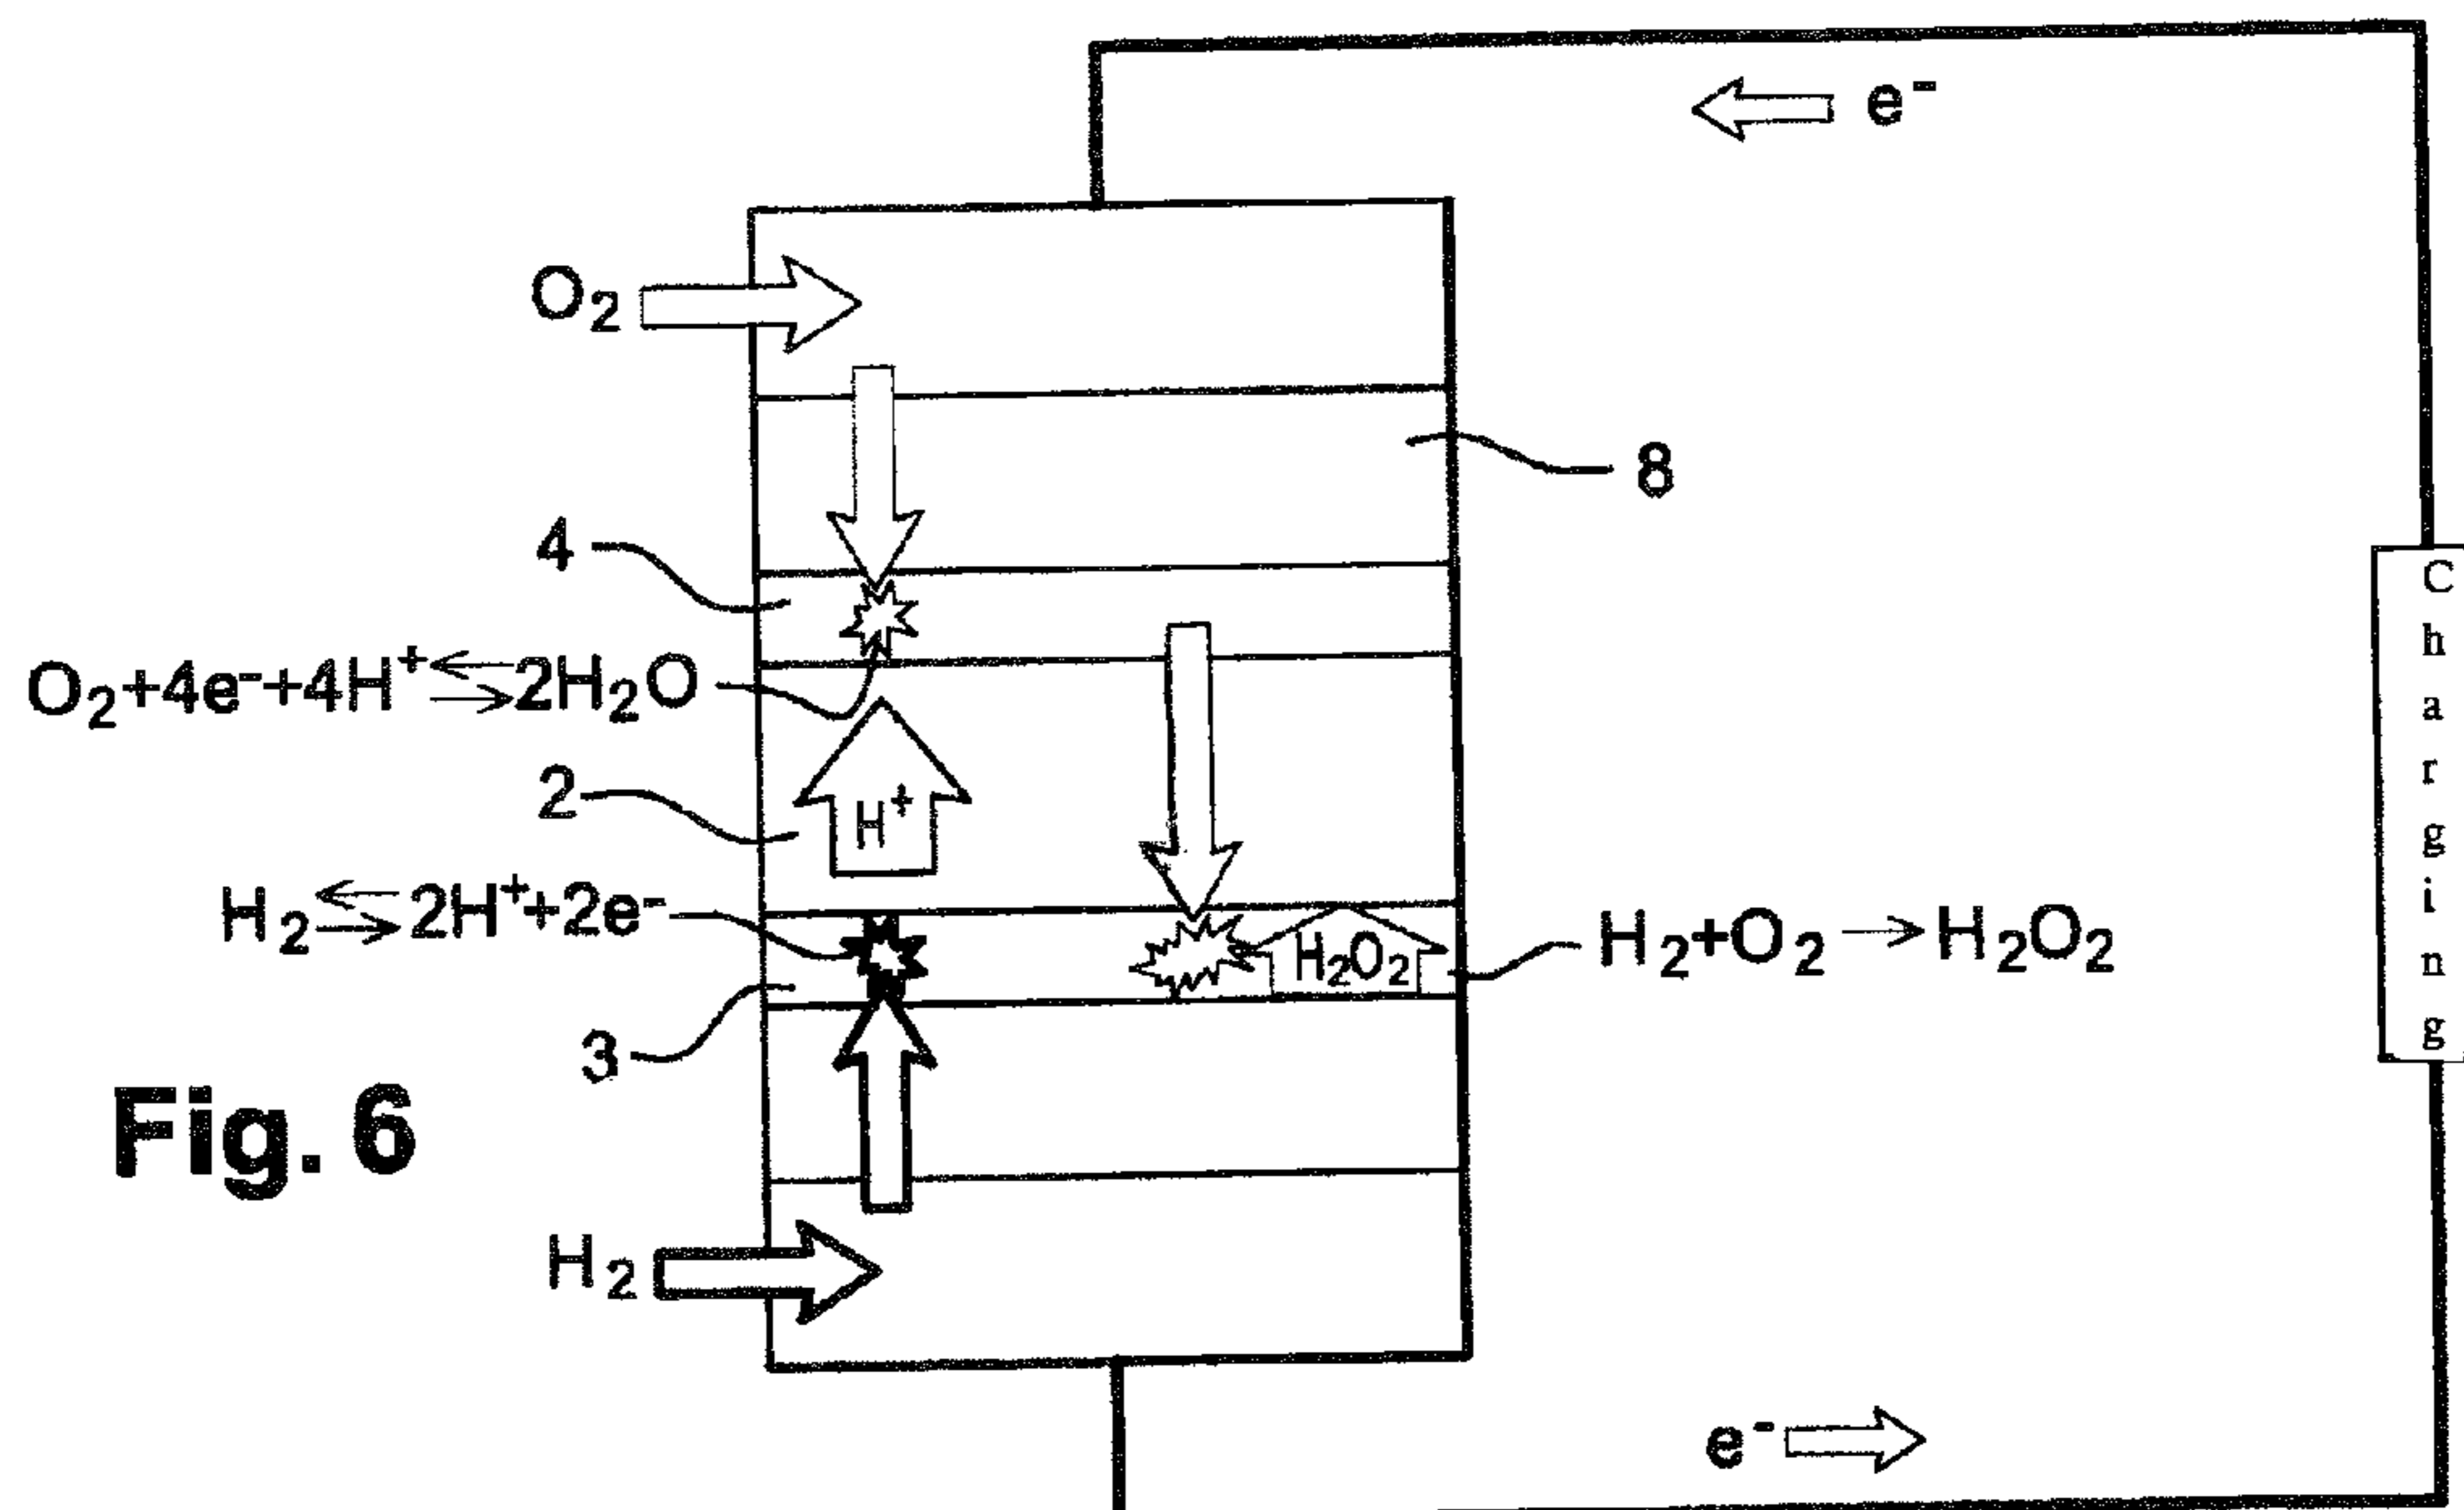 e⁻
O₂
8
4
O₂+4e⁻+4H⁺⇄2H₂O
2
H⁺
H₂⇄2H⁺+2e⁻
H₂O₂
H₂+O₂→H₂O₂
3
Fig. 6
H₂
e⁻
Charging